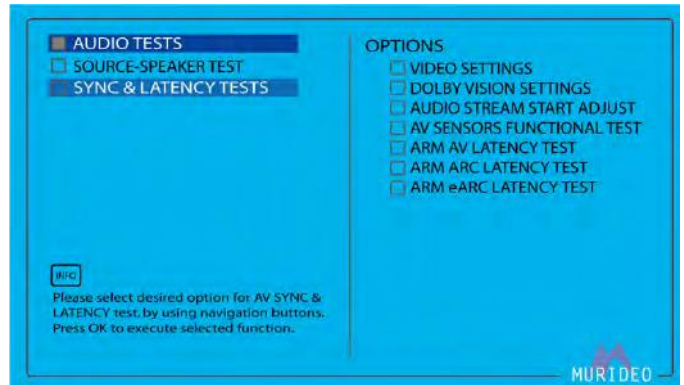 AUDIO TESTS
SOURCE-SPEAKER TEST
SYNC & LATENCY TESTS
INFO
Please select desired option for AV SYNC &
LATENCY test, by using navigation buttons.
Press OK to execute selected function.
OPTIONS
VIDEO SETTINGS
DOLBY VISION SETTINGS
AUDIO STREAM START ADJUST
AV SENSORS FUNCTIONAL TEST
ARM AV LATENCY TEST
ARM ARC LATENCY TEST
ARM eARC LATENCY TEST
MURIDEO